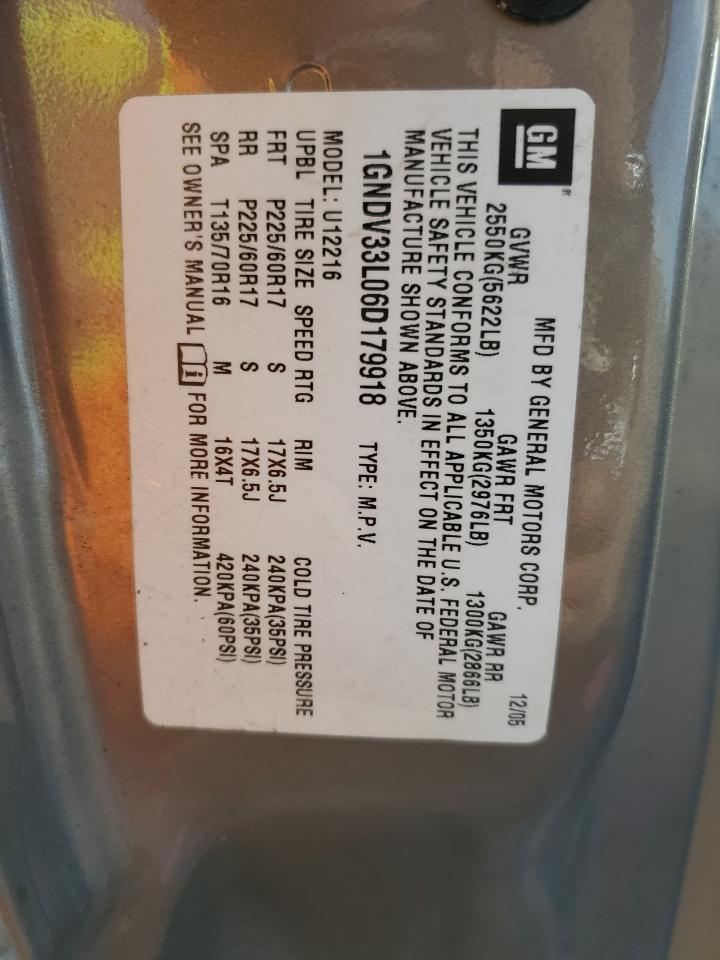 GM®
MFD BY GENERAL MOTORS CORP. 12/05
GVWR GAWR FRT GAWR RR
2550KG(5622LB) 1350KG(2976LB) 1300KG(2866LB)
THIS VEHICLE CONFORMS TO ALL APPLICABLE U.S. FEDERAL MOTOR
VEHICLE SAFETY STANDARDS IN EFFECT ON THE DATE OF
MANUFACTURE SHOWN ABOVE.
1GNDV33L06D179918 TYPE: M.P.V.
MODEL: U12216
UPBL TIRE SIZE SPEED RTG RIM COLD TIRE PRESSURE
FRT P225/60R17 S 17X6.5J 240KPA(35PSI)
RR P225/60R17 S 17X6.5J 240KPA(35PSI)
SPA T135/70R16 M 16X4T 420KPA(60PSI)
SEE OWNER'S MANUAL i FOR MORE INFORMATION.